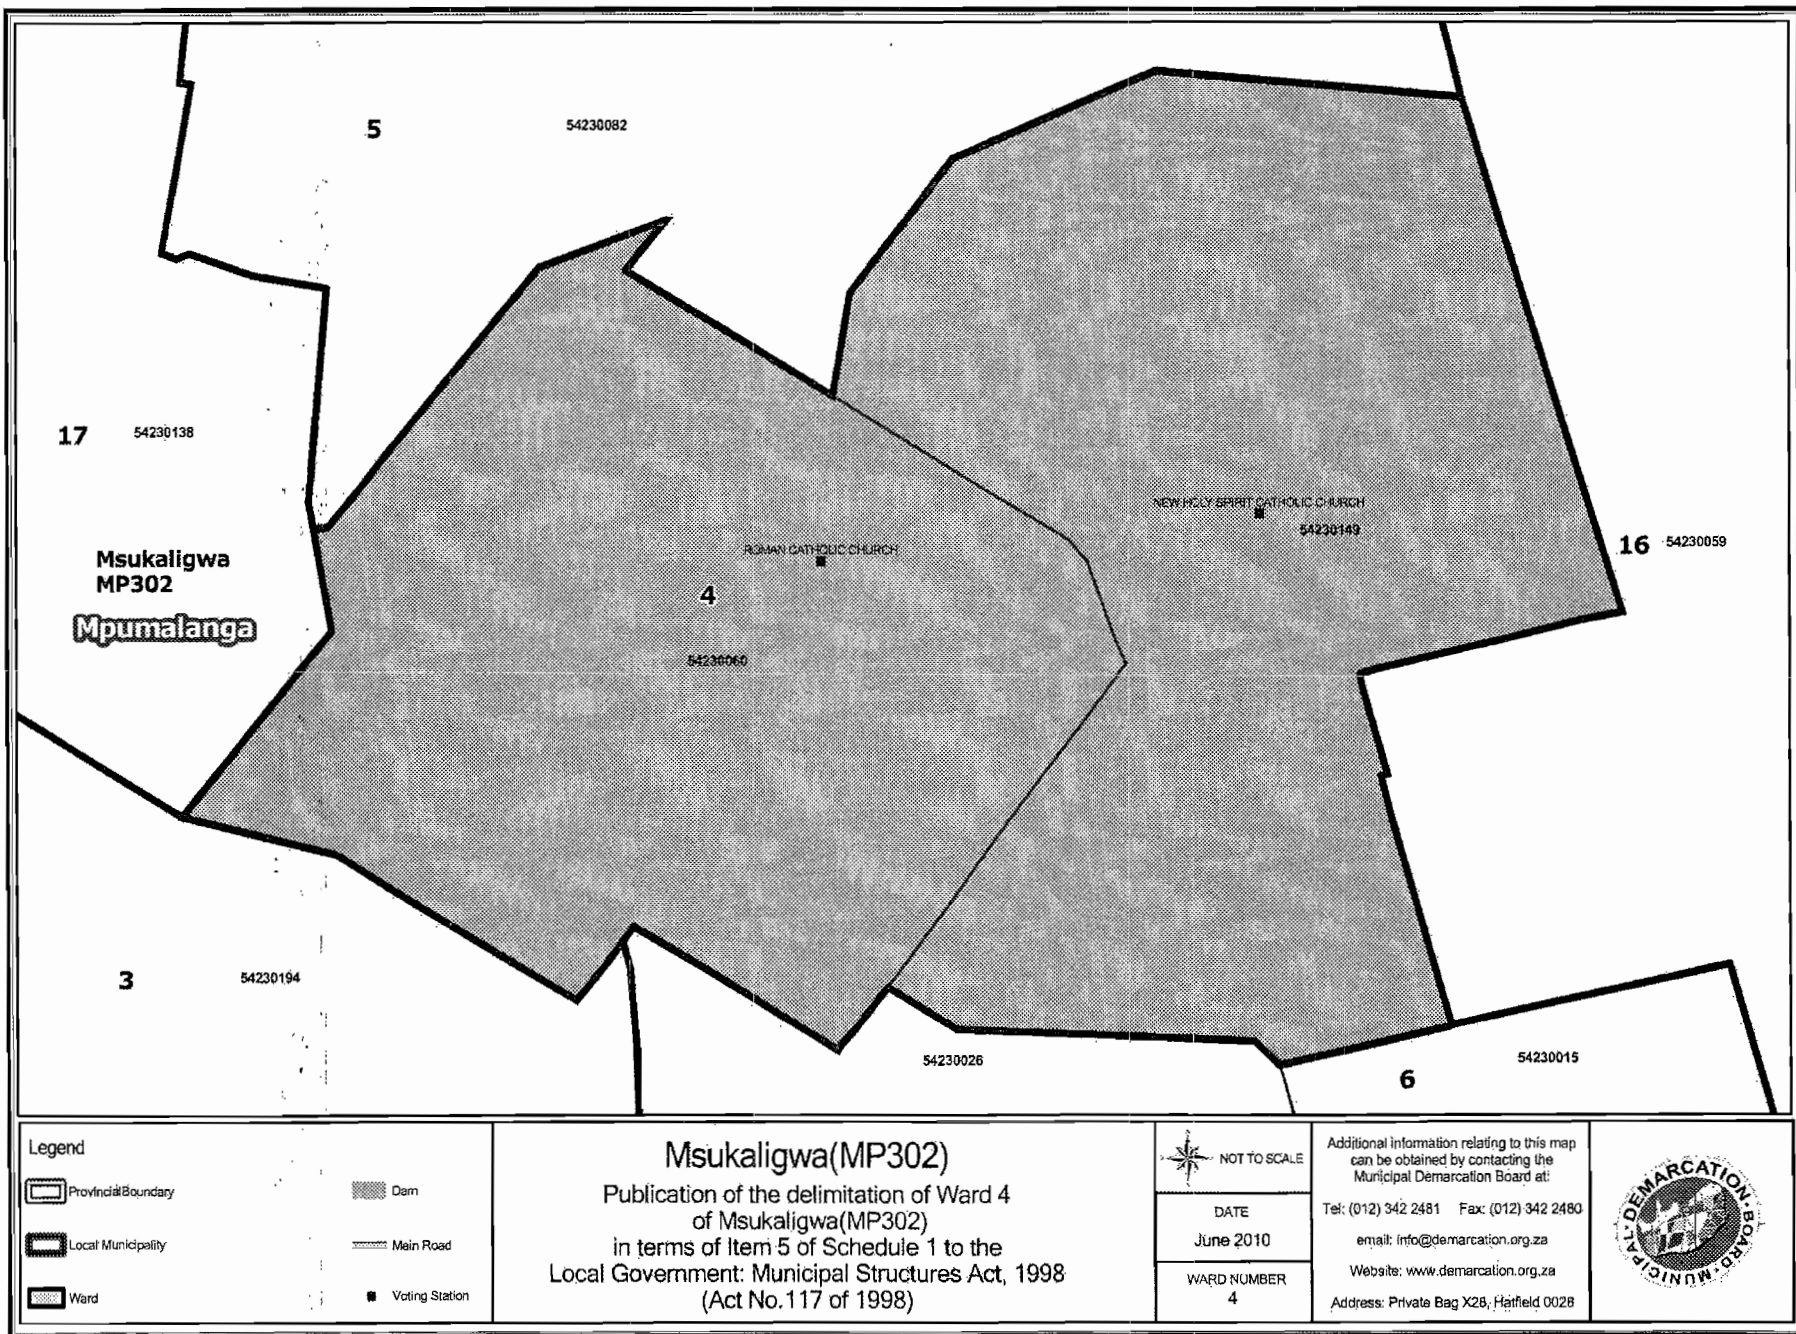 5
54230082
17
54230138
NEW HOLY SPIRIT CATHOLIC CHURCH
54230149
16
54230059
ROMAN CATHOLIC CHURCH
Msukaligwa
MP302
4
Mpumalanga
54230060
3
54230194
54230026
54230015
6
Legend
Provincial Boundary
Dam
Local Municipality
Main Road
Ward
Voting Station
Msukaligwa(MP302)
Publication of the delimitation of Ward 4
of Msukaligwa(MP302)
in terms of Item 5 of Schedule 1 to the
Local Government: Municipal Structures Act, 1998
(Act No.117 of 1998)
NOT TO SCALE
DATE
June 2010
WARD NUMBER
4
Additional information relating to this map
can be obtained by contacting the
Municipal Demarcation Board at:
Tel: (012) 342 2481 Fax: (012) 342 2480
email: info@demarcation.org.za
Website: www.demarcation.org.za
Address: Private Bag X28, Hatfield 0028
MUNICIPAL DEMARCATION BOARD